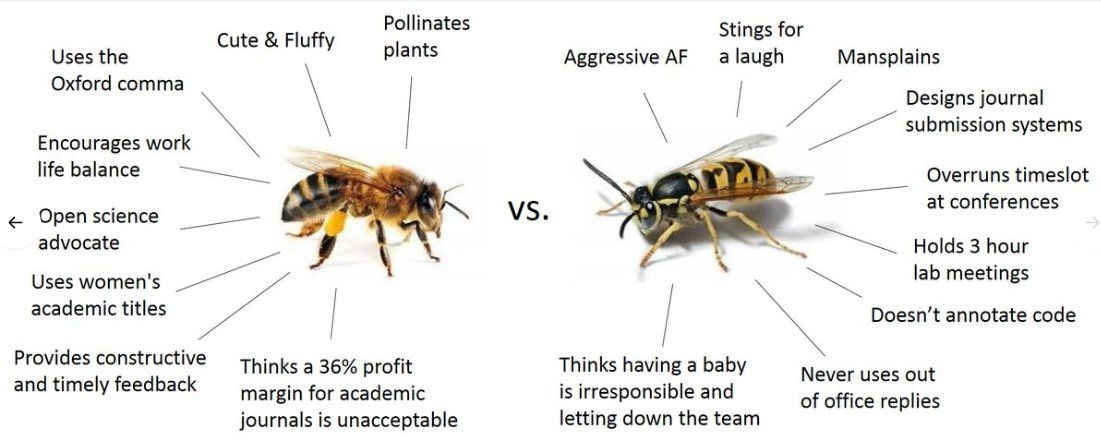 Uses the
Oxford comma
Cute & Fluffy
Pollinates
plants
Encourages work
life balance
Open science
advocate
Uses women's
academic titles
Provides constructive
and timely feedback
Thinks a 36% profit
margin for academic
journals is unacceptable
vs.
Aggressive AF
Stings for
a laugh
Mansplains
Designs journal
submission systems
Overruns timeslot
at conferences
Holds 3 hour
lab meetings
Doesn’t annotate code
Never uses out
of office replies
Thinks having a baby
is irresponsible and
letting down the team